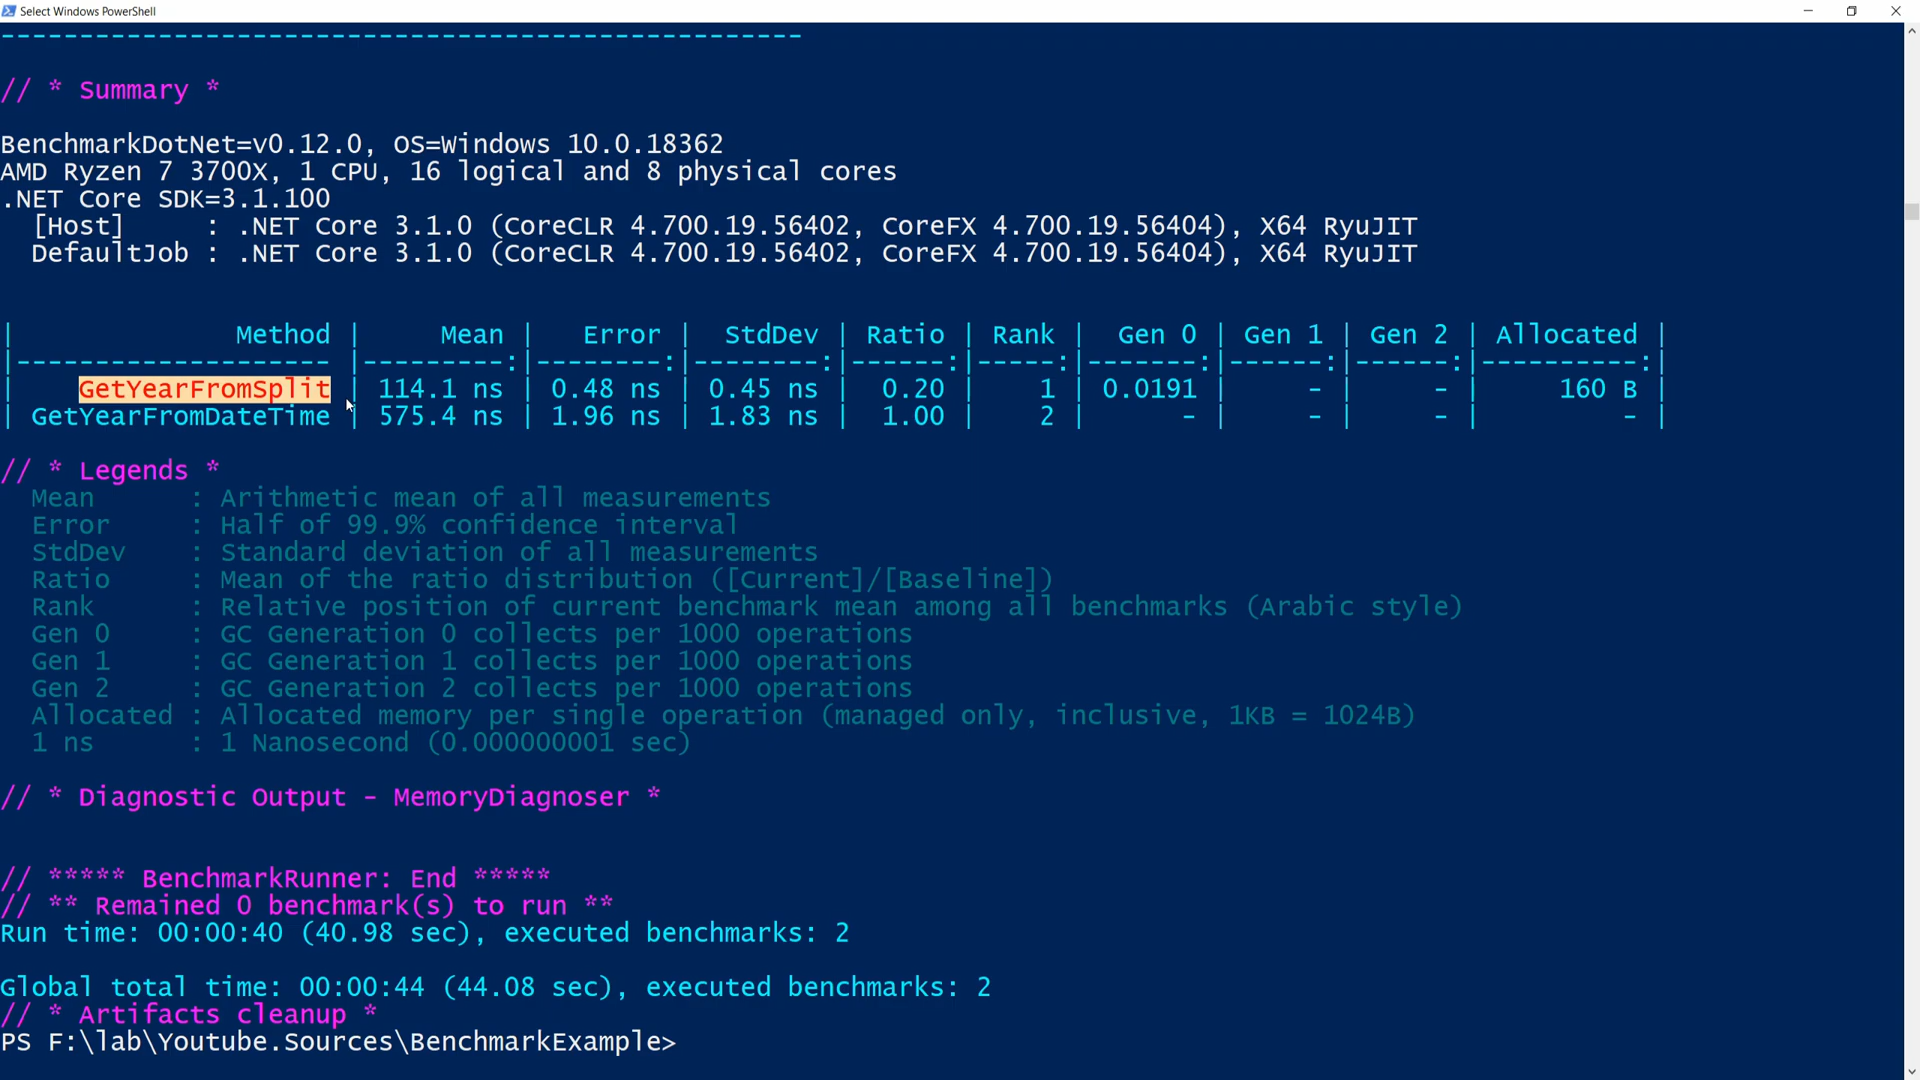 Select Windows PowerShell
---------------------------------------------------
// * Summary *
BenchmarkDotNet=v0.12.0, OS=Windows 10.0.18362
AMD Ryzen 7 3700X, 1 CPU, 16 logical and 8 physical cores
.NET Core SDK=3.1.100
  [Host]     : .NET Core 3.1.0 (CoreCLR 4.700.19.56402, CoreFX 4.700.19.56404), X64 RyuJIT
  DefaultJob : .NET Core 3.1.0 (CoreCLR 4.700.19.56402, CoreFX 4.700.19.56404), X64 RyuJIT
|              Method |     Mean |   Error |  StdDev | Ratio | Rank |  Gen 0 | Gen 1 | Gen 2 | Allocated |
|-------------------- |---------:|--------:|--------:|------:|-----:|-------:|------:|------:|----------:|
|    GetYearFromSplit | 114.1 ns | 0.48 ns | 0.45 ns |  0.20 |    1 | 0.0191 |     - |     - |     160 B |
| GetYearFromDateTime | 575.4 ns | 1.96 ns | 1.83 ns |  1.00 |    2 |      - |     - |     - |         - |
// * Legends *
  Mean      : Arithmetic mean of all measurements
  Error     : Half of 99.9% confidence interval
  StdDev    : Standard deviation of all measurements
  Ratio     : Mean of the ratio distribution ([Current]/[Baseline])
  Rank      : Relative position of current benchmark mean among all benchmarks (Arabic style)
  Gen 0     : GC Generation 0 collects per 1000 operations
  Gen 1     : GC Generation 1 collects per 1000 operations
  Gen 2     : GC Generation 2 collects per 1000 operations
  Allocated : Allocated memory per single operation (managed only, inclusive, 1KB = 1024B)
  1 ns      : 1 Nanosecond (0.000000001 sec)
// * Diagnostic Output - MemoryDiagnoser *
// ***** BenchmarkRunner: End *****
// ** Remained 0 benchmark(s) to run **
Run time: 00:00:40 (40.98 sec), executed benchmarks: 2
Global total time: 00:00:44 (44.08 sec), executed benchmarks: 2
// * Artifacts cleanup *
PS F:\lab\Youtube.Sources\BenchmarkExample>